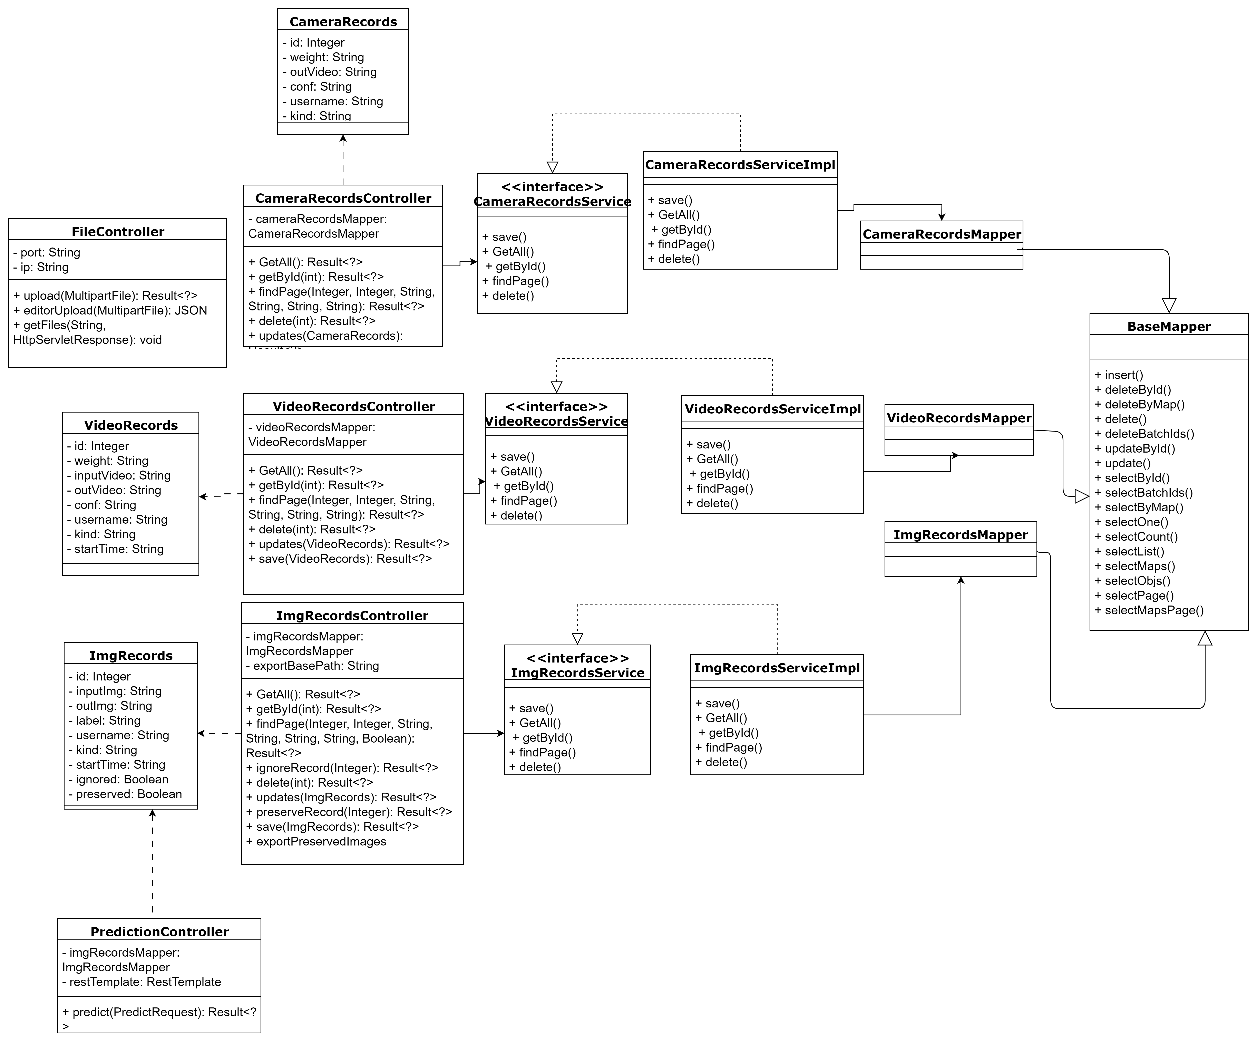 CameraRecords
- id: Integer
- weight: String
- outVideo: String
- conf: String
- username: String
- kind: String
FileController
- port: String
- ip: String
+ upload(MultipartFile): Result<?>
+ editorUpload(MultipartFile): JSON
+ getFiles(String,
HttpServletResponse): void
CameraRecordsController
- cameraRecordsMapper:
CameraRecordsMapper
+ GetAll(): Result<?>
+ getById(int): Result<?>
+ findPage(Integer, Integer, String,
String, String, String): Result<?>
+ delete(int): Result<?>
+ updates(CameraRecords):
<<interface>>
CameraRecordsService
+ save()
+ GetAll()
+ getById()
+ findPage()
+ delete()
CameraRecordsServiceImpl
+ save()
+ GetAll()
+ getById()
+ findPage()
+ delete()
CameraRecordsMapper
BaseMapper
+ insert()
+ deleteById()
+ deleteByMap()
+ delete()
+ deleteBatchIds()
+ updateById()
+ update()
+ selectById()
+ selectBatchIds()
+ selectByMap()
+ selectOne()
+ selectCount()
+ selectList()
+ selectMaps()
+ selectObjs()
+ selectPage()
+ selectMapsPage()
VideoRecords
- id: Integer
- weight: String
- inputVideo: String
- outVideo: String
- conf: String
- username: String
- kind: String
- startTime: String
VideoRecordsController
- videoRecordsMapper:
VideoRecordsMapper
+ GetAll(): Result<?>
+ getById(int): Result<?>
+ findPage(Integer, Integer, String,
String, String, String): Result<?>
+ delete(int): Result<?>
+ updates(VideoRecords): Result<?>
+ save(VideoRecords): Result<?>
<<interface>>
VideoRecordsService
+ save()
+ GetAll()
+ getById()
+ findPage()
+ delete()
VideoRecordsServiceImpl
+ save()
+ GetAll()
+ getById()
+ findPage()
+ delete()
VideoRecordsMapper
ImgRecordsMapper
ImgRecords
- id: Integer
- inputImg: String
- outImg: String
- label: String
- username: String
- kind: String
- startTime: String
- ignored: Boolean
- preserved: Boolean
ImgRecordsController
- imgRecordsMapper:
ImgRecordsMapper
- exportBasePath: String
+ GetAll(): Result<?>
+ getById(int): Result<?>
+ findPage(Integer, Integer, String,
String, String, String, Boolean):
Result<?>
+ ignoreRecord(Integer): Result<?>
+ delete(int): Result<?>
+ updates(ImgRecords): Result<?>
+ preserveRecord(Integer): Result<?>
+ save(ImgRecords): Result<?>
+ exportPreservedImages
<<interface>>
ImgRecordsService
+ save()
+ GetAll()
+ getById()
+ findPage()
+ delete()
ImgRecordsServiceImpl
+ save()
+ GetAll()
+ getById()
+ findPage()
+ delete()
PredictionController
- imgRecordsMapper:
ImgRecordsMapper
- restTemplate: RestTemplate
+ predict(PredictRequest): Result<?
>